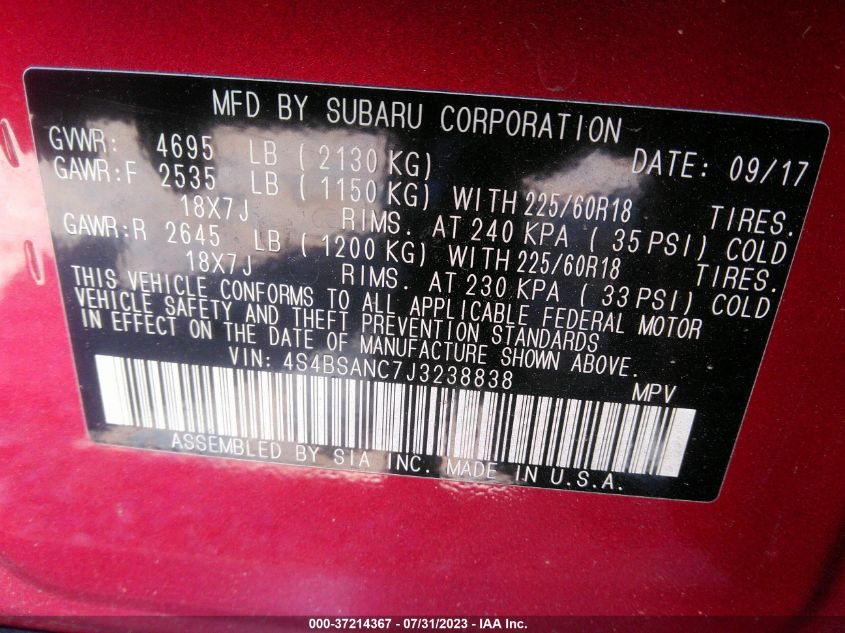 MFD BY SUBARU CORPORATION
GVWR: 4695 LB ( 2130 KG) DATE: 09/17
GAWR:F 2535 LB ( 1150 KG) WITH 225/60R18 TIRES.
18X7J RIMS. AT 240 KPA ( 35 PSI) COLD
GAWR:R 2645 LB ( 1200 KG) WITH 225/60R18 TIRES.
18X7J RIMS. AT 230 KPA ( 33 PSI) COLD
THIS VEHICLE CONFORMS TO ALL APPLICABLE FEDERAL MOTOR
VEHICLE SAFETY AND THEFT PREVENTION STANDARDS
IN EFFECT ON THE DATE OF MANUFACTURE SHOWN ABOVE.
VIN: 4S4BSANC7J3238838 MPV
ASSEMBLED BY SIA INC. MADE IN U.S.A.
000-37214367 - 07/31/2023 - IAA Inc.